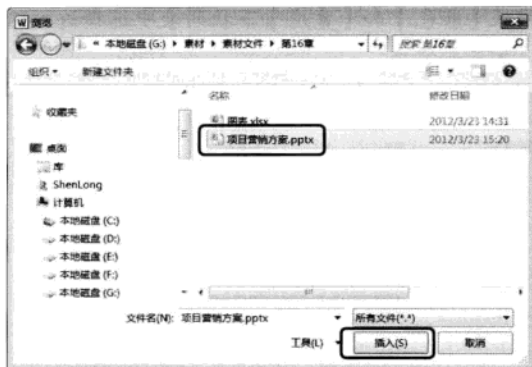 浏览
« 本地磁盘 (G:) ▸ 素材 ▸ 素材文件 ▸ 第16章
搜索 第16章
组织 新建文件夹
名称 修改日期
收藏夹
图表.xlsx 2012/3/23 14:31
项目营销方案.pptx 2012/3/23 15:20
桌面
库
ShenLong
计算机
本地磁盘 (C:)
本地磁盘 (D:)
本地磁盘 (E:)
本地磁盘 (F:)
本地磁盘 (G:)
文件名(N): 项目营销方案.pptx 所有文件(*.*)
工具(L) 插入(S) 取消